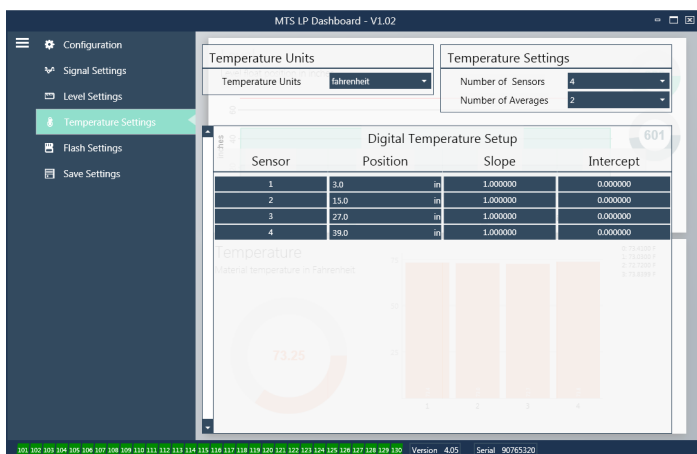 MTS LP Dashboard - V1.02
Configuration
Signal Settings
Level Settings
Temperature Settings
Flash Settings
Save Settings
Temperature Units
Temperature Units fahrenheit
Temperature Settings
Number of Sensors 4
Number of Averages 2
601
Digital Temperature Setup
Sensor Position Slope Intercept
1 3.0 in 1.000000 0.000000
2 15.0 in 1.000000 0.000000
3 27.0 in 1.000000 0.000000
4 39.0 in 1.000000 0.000000
Temperature
Material temperature in Fahrenheit
73.25
1 2 3 4
101 102 103 104 105 106 107 108 109 110 111 112 113 114 115 116 117 118 119 120 121 122 123 124 125 126 127 128 129 130 Version 4.05 Serial 90765320